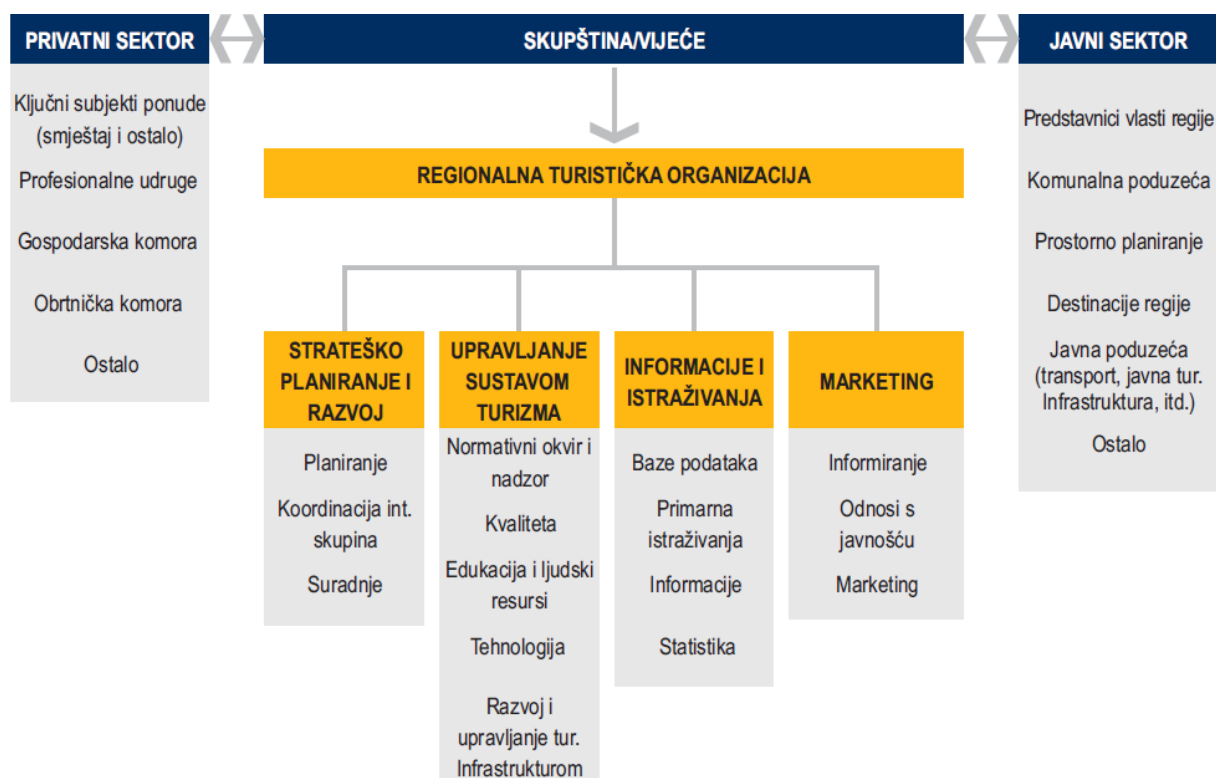 PRIVATNI SEKTOR
Ključni subjekti ponude
(smještaj i ostalo)
Profesionalne udruge
Gospodarska komora
Obrtnička komora
Ostalo
SKUPŠTINA/VIJEĆE
REGIONALNA TURISTIČKA ORGANIZACIJA
STRATEŠKO
PLANIRANJE I
RAZVOJ
Planiranje
Koordinacija int.
skupina
Suradnje
UPRAVLJANJE
SUSTAVOM
TURIZMA
Normativni okvir i
nadzor
Kvaliteta
Edukacija i ljudski
resursi
Tehnologija
Razvoj i
upravljanje tur.
Infrastrukturom
INFORMACIJE I
ISTRAŽIVANJA
Baze podataka
Primarna
istraživanja
Informacije
Statistika
MARKETING
Informiranje
Odnosi s
javnošću
Marketing
JAVNI SEKTOR
Predstavnici vlasti regije
Komunalna poduzeća
Prostorno planiranje
Destinacije regije
Javna poduzeća
(transport, javna tur.
Infrastruktura, itd.)
Ostalo